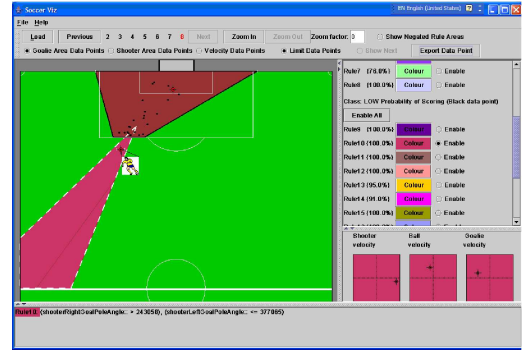 Soccer Viz
EN English (United States)
File Help
Load Previous 2 3 4 5 6 7 8 Next Zoom In Zoom Out Zoom factor: 0 Show Negated Rule Areas
Goalie Area Data Points Shooter Area Data Points Velocity Data Points Limit Data Points Show Next Export Data Point
Rule7 (76.0%) Colour Enable
Rule8 (100.0%) Colour Enable
Class: LOW Probability of Scoring (Black data point)
Enable All
Rule9 (100.0%) Colour Enable
Rule10 (100.0%) Colour Enable
Rule11 (100.0%) Colour Enable
Rule12 (100.0%) Colour Enable
Rule13 (95.0%) Colour Enable
Rule14 (91.0%) Colour Enable
Rule15 (100.0%) Colour Enable
Shooter velocity
Ball velocity
Goalie velocity
Rule10 (shooterRightGoalPoleAngle:: > 243058), (shooterLeftGoalPoleAngle:: <= 377065)